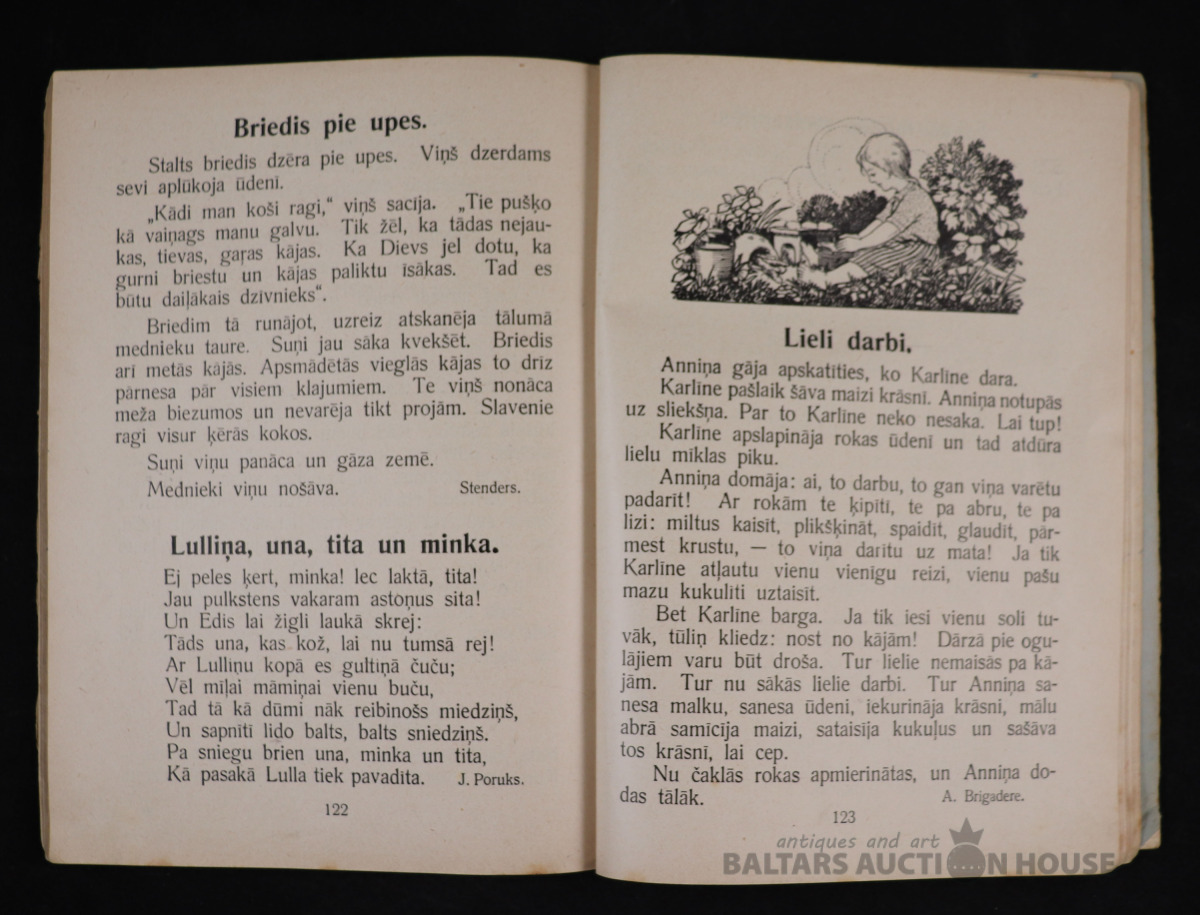 Briedis pie upes.
Stalts briedis dzēra pie upes. Viņš dzerdams
sevi aplūkoja ūdenī.
„Kādi man koši ragi,“ viņš sacīja. „Tie pušķo
kā vaiņags manu galvu. Tik žēl, ka tādas nejau-
kas, tievas, gaŗas kājas. Ka Dievs jel dotu, ka
gurni briestu un kājas paliktu īsākas. Tad es
būtu daiļākais dzīvnieks“.
Briedim tā runājot, uzreiz atskanēja tālumā
mednieku taure. Suņi jau sāka kvekšēt. Briedis
arī metās kājās. Apsmādētās vieglās kājas to drīz
pārnesa pār visiem klajumiem. Te viņš nonāca
meža biezumos un nevarēja tikt projām. Slavenie
ragi visur ķērās kokos.
Suņi viņu panāca un gāza zemē.
Mednieki viņu nošāva. Stenders.
Lulliņa, una, tita un minka.
Ej peles ķert, minka! lec laktā, tita!
Jau pulkstens vakaram astoņus sita!
Un Edis lai žigli laukā skrej:
Tāds una, kas kož, lai nu tumsā rej!
Ar Lulliņu kopā es gultiņā čuču;
Vēl mīļai māmiņai vienu buču,
Tad tā kā dūmi nāk reibinošs miedziņš,
Un sapnītī lido balts, balts sniedziņš.
Pa sniegu brien una, minka un tita,
Kā pasakā Lulla tiek pavadīta. J. Poruks.
122
Lieli darbi.
Anniņa gāja apskatīties, ko Karlīne dara.
Karlīne pašlaik šāva maizi krāsnī. Anniņa notupās
uz sliekšņa. Par to Karlīne neko nesaka. Lai tup!
Karlīne apslapināja rokas ūdenī un tad atdūra
lielu mīklas piku.
Anniņa domāja: ai, to darbu, to gan viņa varētu
padarīt! Ar rokām te ķipīti, te pa abru, te pa
lizi: miltus kaisīt, plikšķināt, spaidīt, glaudīt, pār-
mest krustu, — to viņa darītu uz mata! Ja tik
Karlīne atļautu vienu vienīgu reizi, vienu pašu
mazu kukulīti uztaisīt.
Bet Karlīne barga. Ja tik iesi vienu soli tu-
vāk, tūliņ kliedz: nost no kājām! Dārzā pie ogu-
lājiem varu būt droša. Tur lielie nemaisās pa kā-
jām. Tur nu sākās lielie darbi. Tur Anniņa sa-
nesa malku, sanesa ūdeni, iekurināja krāsni, mālu
abrā samīcīja maizi, sataisīja kukuļus un sašāva
tos krāsnī, lai cep.
Nu čaklās rokas apmierinātas, un Anniņa do-
das tālāk. A. Brigadere.
123
antiques and art
BALTARS AUCTION HOUSE